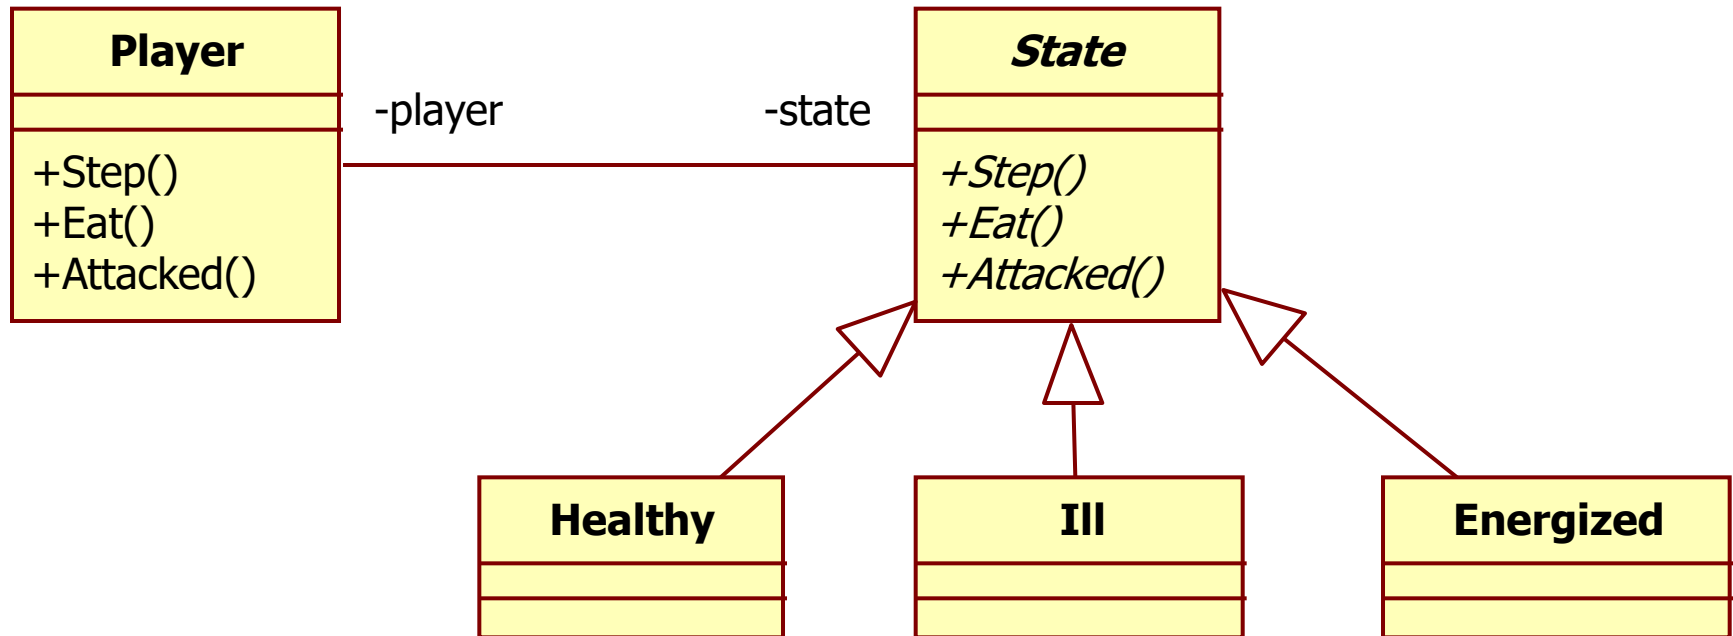 Player
-player
-state
+Step()
+Eat()
+Attacked()
State
+Step()
+Eat()
+Attacked()
Healthy
Ill
Energized